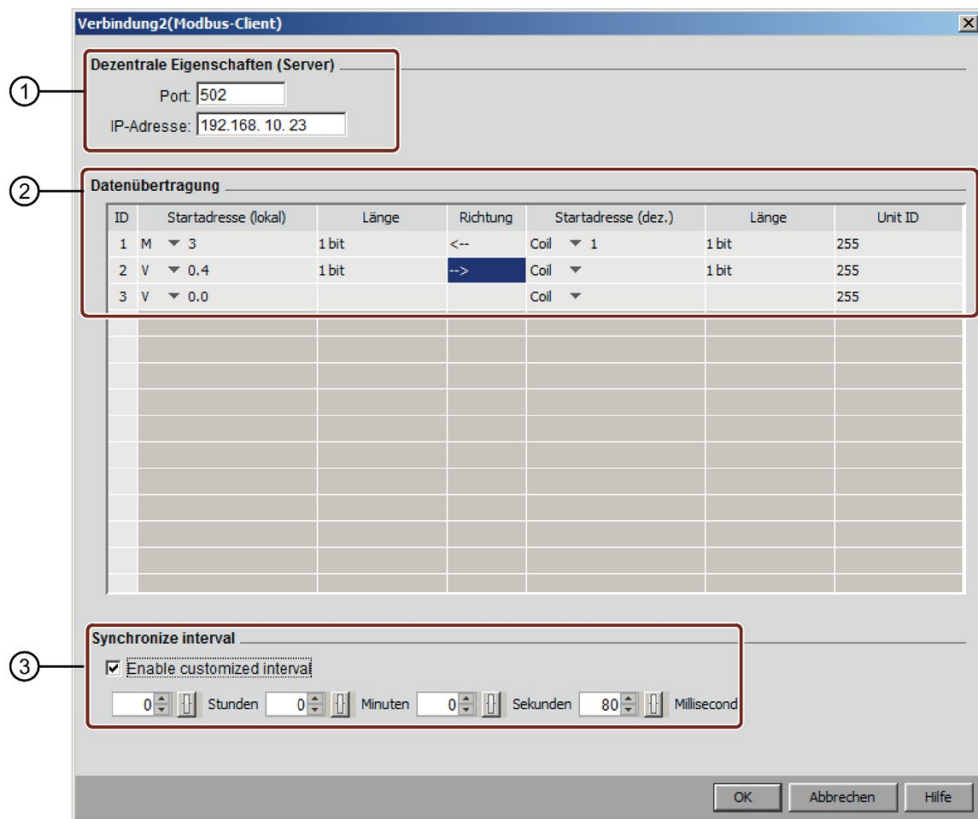 Verbindung2(Modbus-Client)
1
Dezentrale Eigenschaften (Server)
Port: 502
IP-Adresse: 192.168. 10. 23
2
Datenübertragung
ID Startadresse (lokal) Länge Richtung Startadresse (dez.) Länge Unit ID
1 M 3 1 bit <-- Coil 1 1 bit 255
2 V 0.4 1 bit --> Coil 1 bit 255
3 V 0.0 Coil 255
Synchronize interval
3
Enable customized interval
0 Stunden 0 Minuten 0 Sekunden 80 Millisecond
OK Abbrechen Hilfe